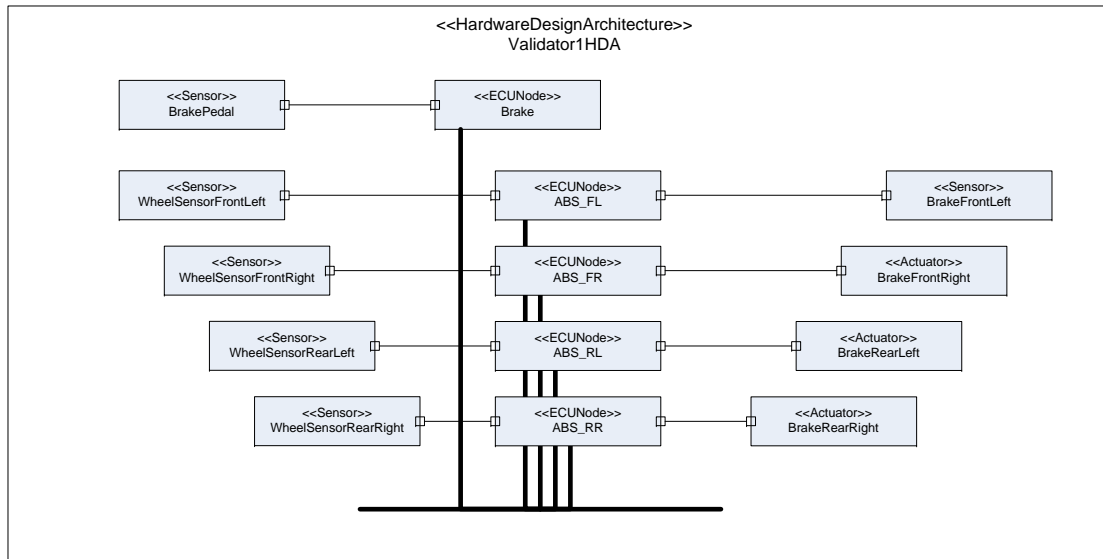 <<HardwareDesignArchitecture>>
Validator1HDA
<<Sensor>>
BrakePedal
<<ECUNode>>
Brake
<<Sensor>>
WheelSensorFrontLeft
<<ECUNode>>
ABS_FL
<<Sensor>>
BrakeFrontLeft
<<Sensor>>
WheelSensorFrontRight
<<ECUNode>>
ABS_FR
<<Actuator>>
BrakeFrontRight
<<Sensor>>
WheelSensorRearLeft
<<ECUNode>>
ABS_RL
<<Actuator>>
BrakeRearLeft
<<Sensor>>
WheelSensorRearRight
<<ECUNode>>
ABS_RR
<<Actuator>>
BrakeRearRight